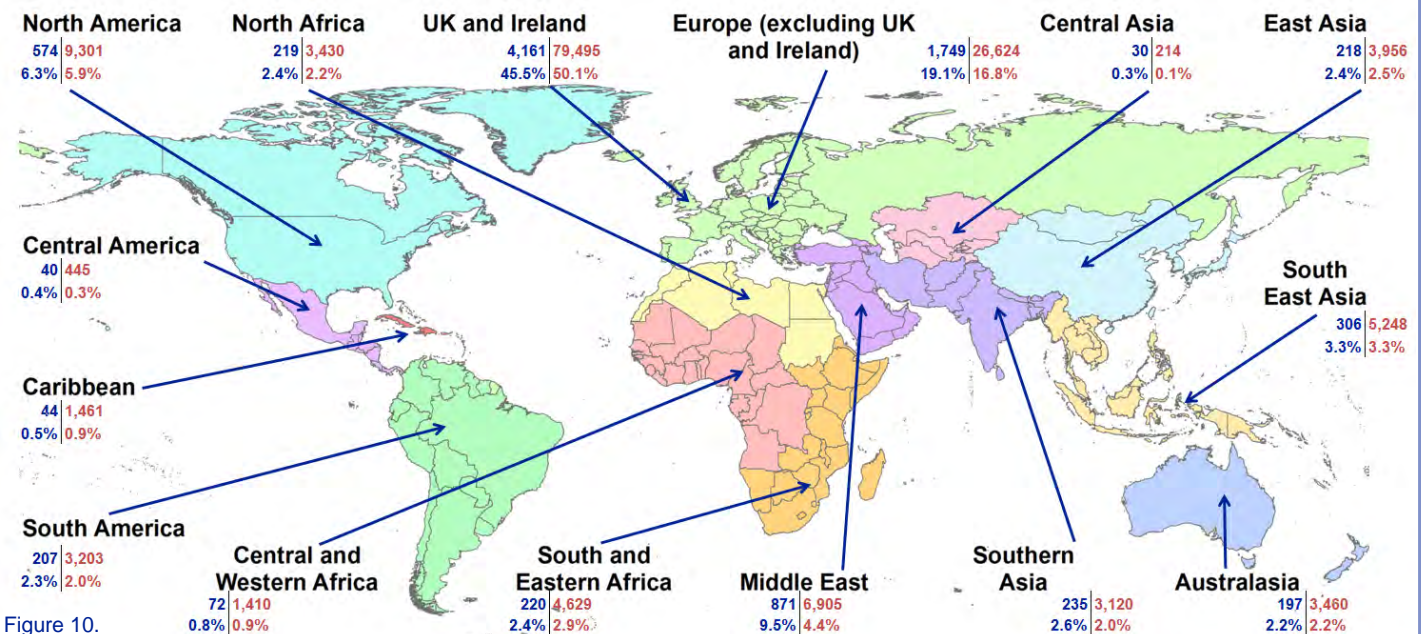 North America
574 9,301
6.3% 5.9%
North Africa
219 3,430
2.4% 2.2%
UK and Ireland
4,161 79,495
45.5% 50.1%
Europe (excluding UK
and Ireland)
1,749 26,624
19.1% 16.8%
Central Asia
30 214
0.3% 0.1%
East Asia
218 3,956
2.4% 2.5%
Central America
40 445
0.4% 0.3%
South
East Asia
306 5,248
3.3% 3.3%
Caribbean
44 1,461
0.5% 0.9%
South America
207 3,203
2.3% 2.0%
Central and
Western Africa
72 1,410
0.8% 0.9%
South and
Eastern Africa
220 4,629
2.4% 2.9%
Middle East
871 6,905
9.5% 4.4%
Southern
Asia
235 3,120
2.6% 2.0%
Australasia
197 3,460
2.2% 2.2%
Figure 10.